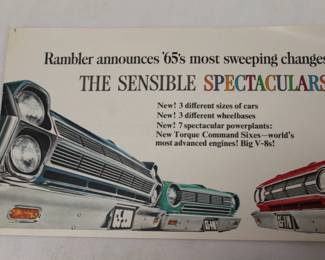 Rambler announces '65's most sweeping changes
THE SENSIBLE SPECTACULARS
New! 3 different sizes of cars
New! 3 different wheelbases
New! 7 spectacular powerplants:
New Torque Command Sixes—world's
most advanced engines! Big V-8s!